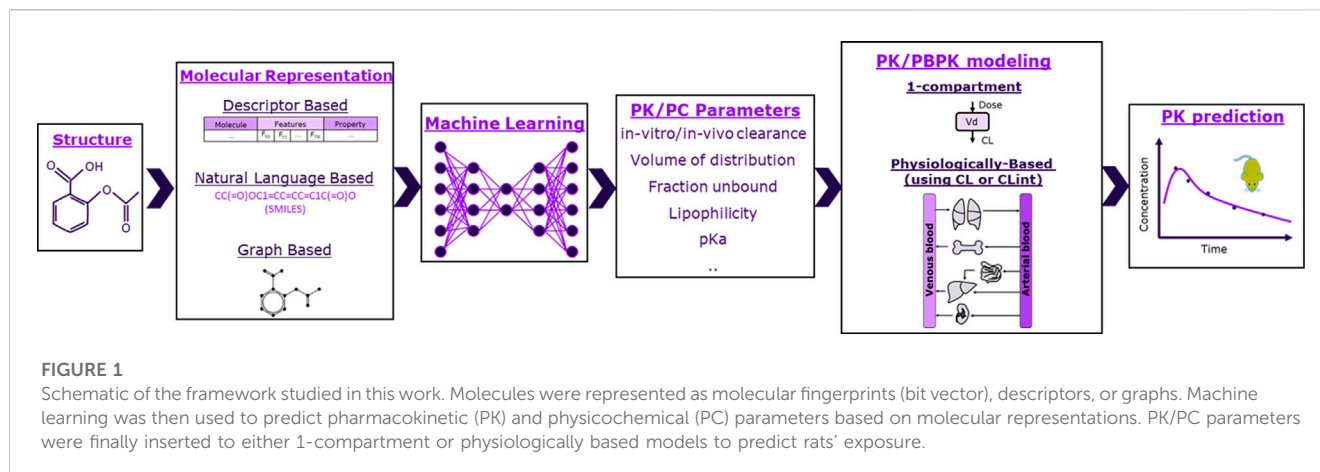 Structure
OH
O
O
O
Molecular Representation
Descriptor Based
Molecule Features Property
... ... ...
Natural Language Based
CC(=O)OC1=CC=CC=C1C(=O)O
(SMILES)
Graph Based
Machine Learning
PK/PC Parameters
in-vitro/in-vivo clearance
Volume of distribution
Fraction unbound
Lipophilicity
pKa
..
PK/PBPK modeling
1-compartment
Dose
Vd
CL
Physiologically-Based
(using CL or CLint)
Venous blood
Arterial blood
PK prediction
Concentration
Time
FIGURE 1
Schematic of the framework studied in this work. Molecules were represented as molecular fingerprints (bit vector), descriptors, or graphs. Machine
learning was then used to predict pharmacokinetic (PK) and physicochemical (PC) parameters based on molecular representations. PK/PC parameters
were finally inserted to either 1-compartment or physiologically based models to predict rats’ exposure.